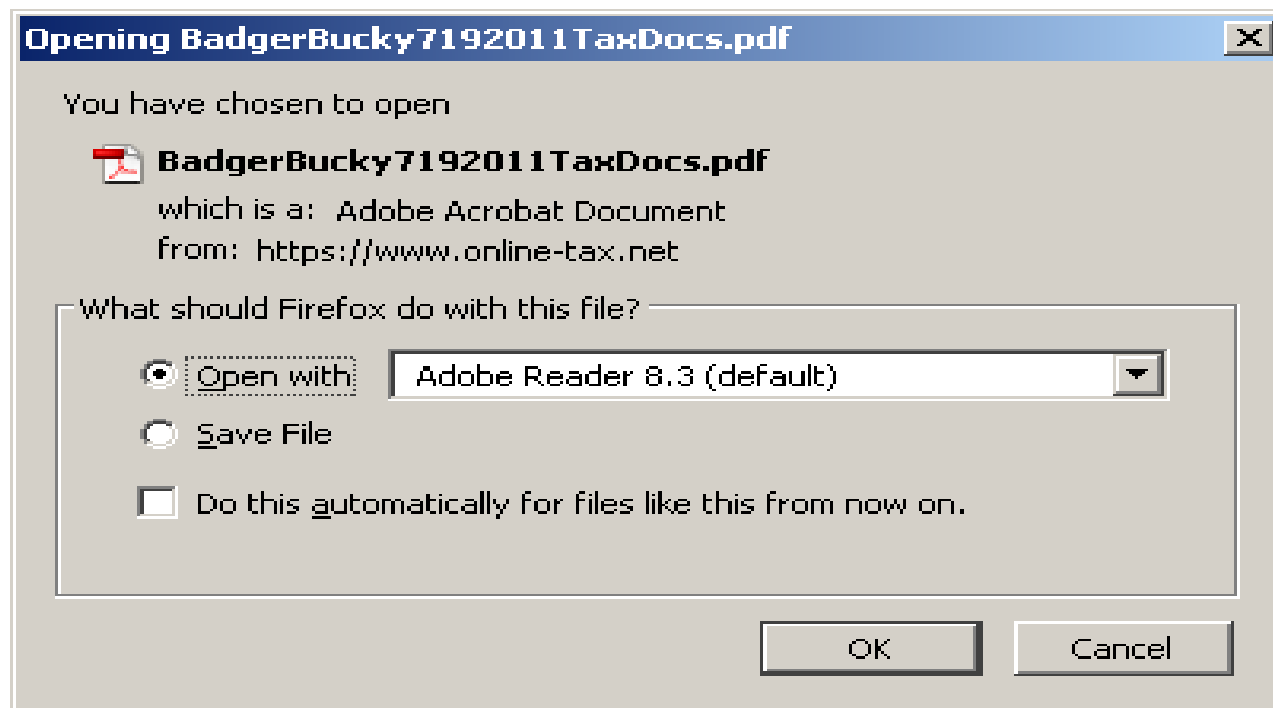 Opening BadgerBucky7192011TaxDocs.pdf
You have chosen to open
BadgerBucky7192011TaxDocs.pdf
which is a: Adobe Acrobat Document
from: https://www.online-tax.net
What should Firefox do with this file?
Open with Adobe Reader 8.3 (default)
Save File
Do this automatically for files like this from now on.
OK Cancel